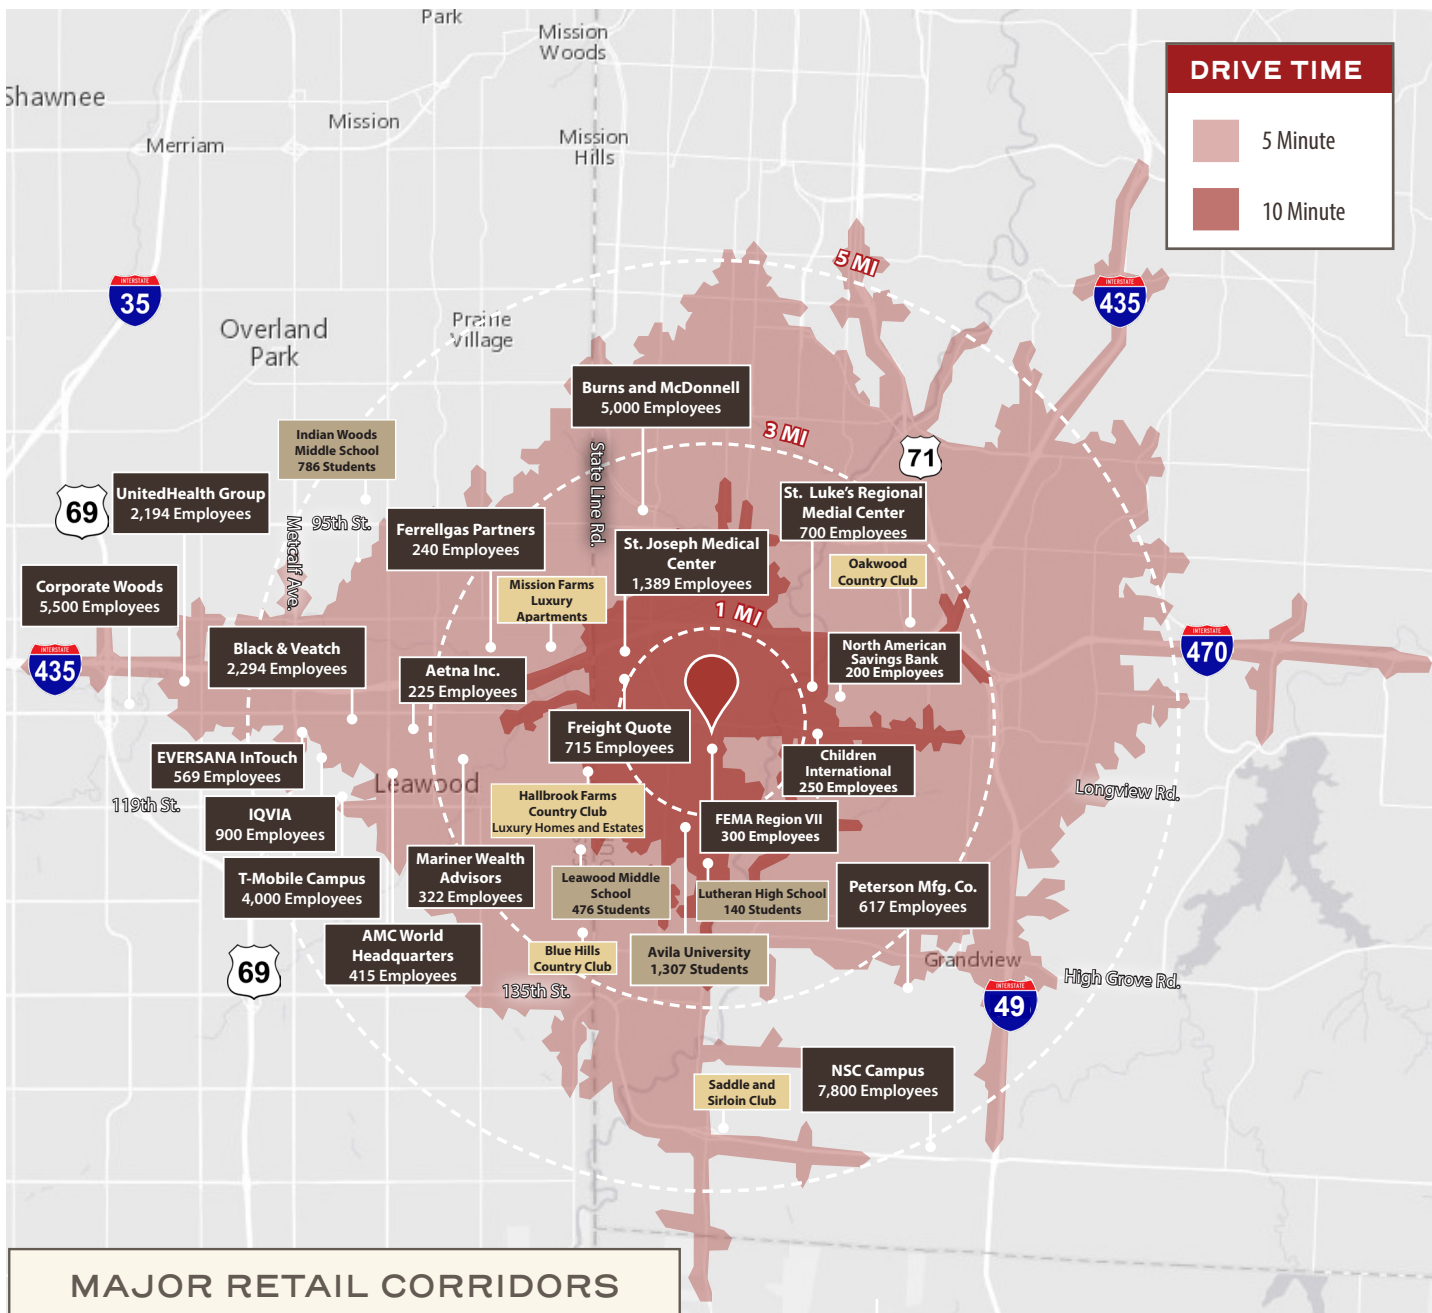 Park
Mission
Woods
DRIVE TIME
5 Minute
10 Minute
Shawnee
Mission
Merriam
Mission
Hills
5 MI
INTERSTATE
35
INTERSTATE
435
Overland
Park
Prairie
Village
Burns and McDonnell
5,000 Employees
3 MI
71
Indian Woods
Middle School
786 Students
State Line Rd.
69
UnitedHealth Group
2,194 Employees
Metcalf Ave.
95th St.
Ferrellgas Partners
240 Employees
St. Luke's Regional
Medial Center
700 Employees
St. Joseph Medical
Center
1,389 Employees
Oakwood
Country Club
Corporate Woods
5,500 Employees
Mission Farms
Luxury
Apartments
1 MI
INTERSTATE
435
Black & Veatch
2,294 Employees
Aetna Inc.
225 Employees
North American
Savings Bank
200 Employees
INTERSTATE
470
Freight Quote
715 Employees
EVERSANA InTouch
569 Employees
Children
International
250 Employees
Leawood
119th St.
Longview Rd.
IQVIA
900 Employees
Hallbrook Farms
Country Club
Luxury Homes and Estates
FEMA Region VII
300 Employees
T-Mobile Campus
4,000 Employees
Mariner Wealth
Advisors
322 Employees
Leawood Middle
School
476 Students
Lutheran High School
140 Students
Peterson Mfg. Co.
617 Employees
AMC World
Headquarters
415 Employees
Blue Hills
Country Club
Avila University
1,307 Students
Grandview
69
135th St.
High Grove Rd.
INTERSTATE
49
NSC Campus
7,800 Employees
Saddle and
Sirloin Club
MAJOR RETAIL CORRIDORS